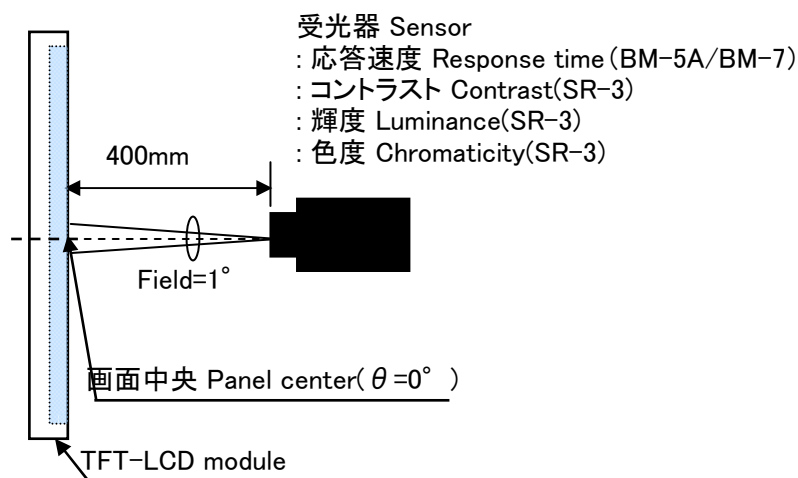 受光器 Sensor
: 応答速度 Response time(BM-5A/BM-7)
: コントラスト Contrast(SR-3)
: 輝度 Luminance(SR-3)
: 色度 Chromaticity(SR-3)
400mm
Field=1°
画面中央 Panel center(θ=0° )
TFT-LCD module